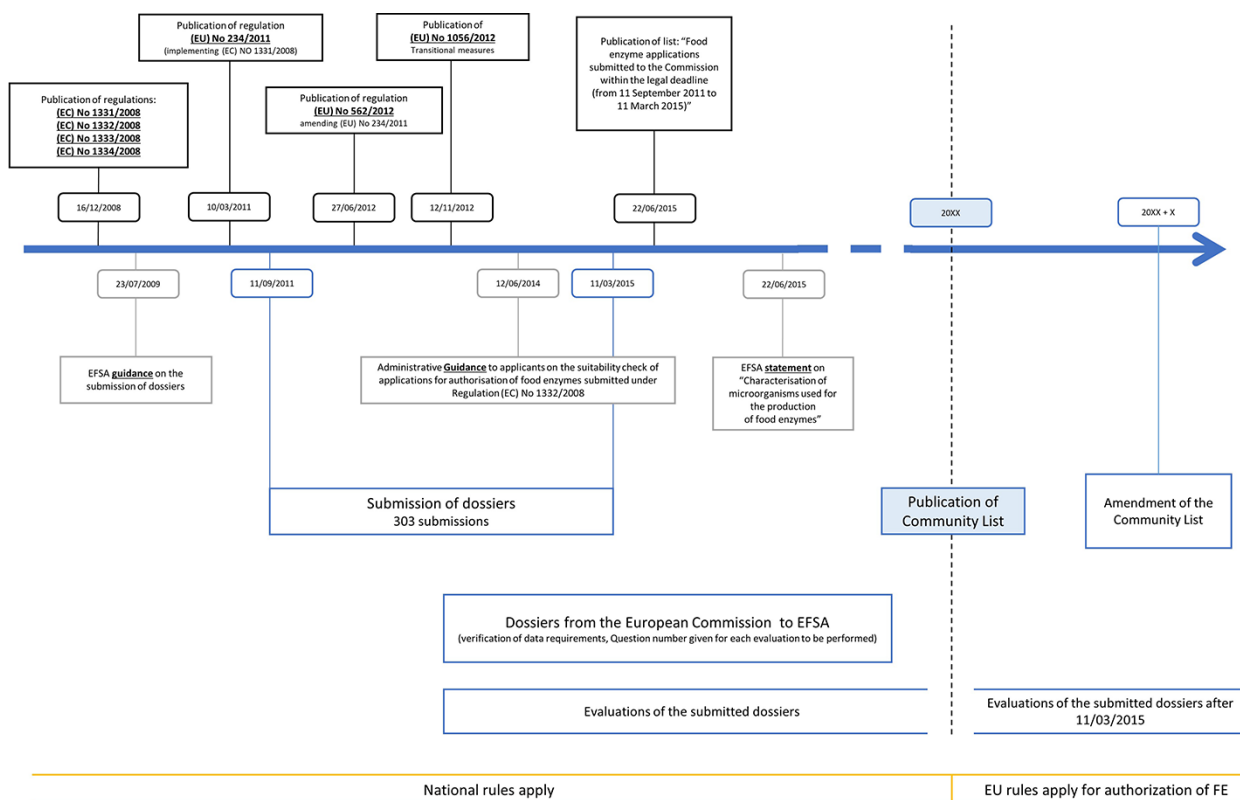 Publication of regulation
(EU) No 234/2011
(implementing (EC) NO 1331/2008)
Publication of
(EU) No 1056/2012
Transitional measures
Publication of list: “Food
enzyme applications
submitted to the Commission
within the legal deadline
(from 11 September 2011 to
11 March 2015)”
Publication of regulations:
(EC) No 1331/2008
(EC) No 1332/2008
(EC) No 1333/2008
(EC) No 1334/2008
Publication of regulation
(EU) No 562/2012
amending (EU) No 234/2011
16/12/2008
10/03/2011
27/06/2012
12/11/2012
22/06/2015
20XX
20XX + X
23/07/2009
11/09/2011
12/06/2014
11/03/2015
22/06/2015
EFSA guidance on the
submission of dossiers
Administrative Guidance to applicants on the suitability check of
applications for authorisation of food enzymes submitted under
Regulation (EC) No 1332/2008
EFSA statement on
“Characterisation of
microorganisms used for
the production
of food enzymes”
Submission of dossiers
303 submissions
Publication of
Community List
Amendment of the
Community List
Dossiers from the European Commission to EFSA
(verification of data requirements, Question number given for each evaluation to be performed)
Evaluations of the submitted dossiers
Evaluations of the submitted dossiers after
11/03/2015
National rules apply
EU rules apply for authorization of FE